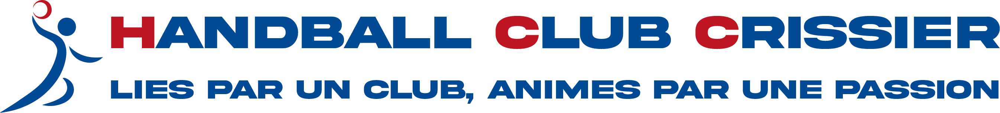 HANDBALL CLUB CRISSIER
LIES PAR UN CLUB, ANIMES PAR UNE PASSION